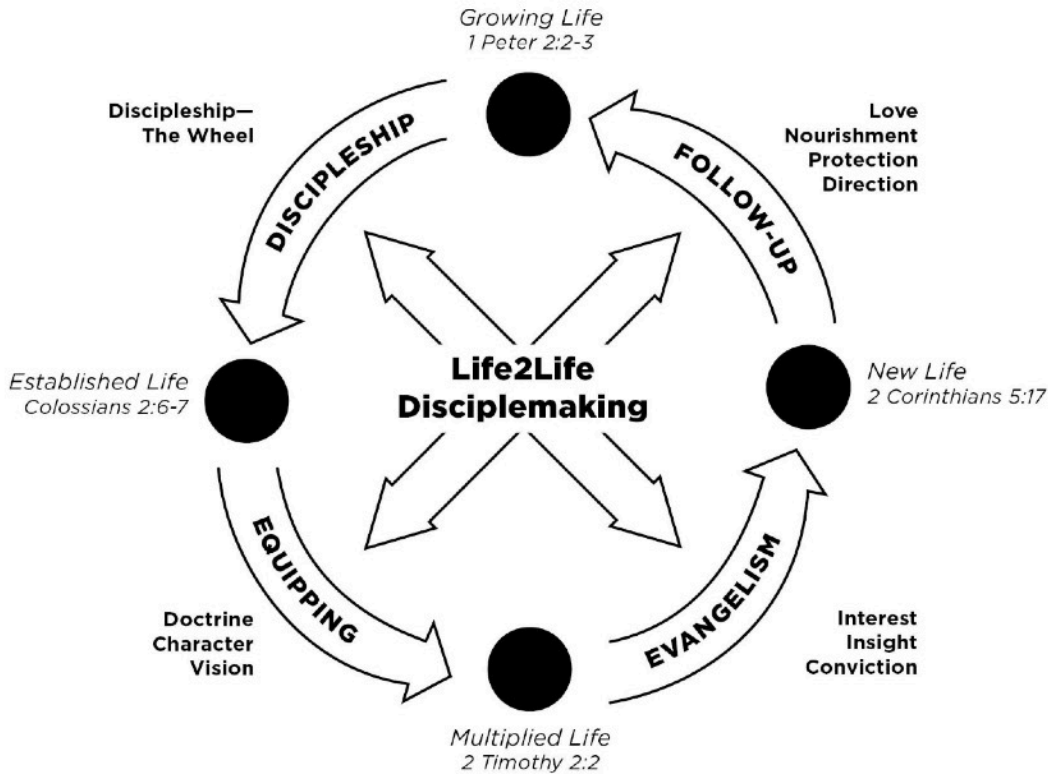 Growing Life
1 Peter 2:2-3
Discipleship—
The Wheel
DISCIPLESHIP
FOLLOW-UP
Love
Nourishment
Protection
Direction
Life2Life
Disciplemaking
Established Life
Colossians 2:6-7
New Life
2 Corinthians 5:17
EQUIPPING
EVANGELISM
Doctrine
Character
Vision
Interest
Insight
Conviction
Multiplied Life
2 Timothy 2:2